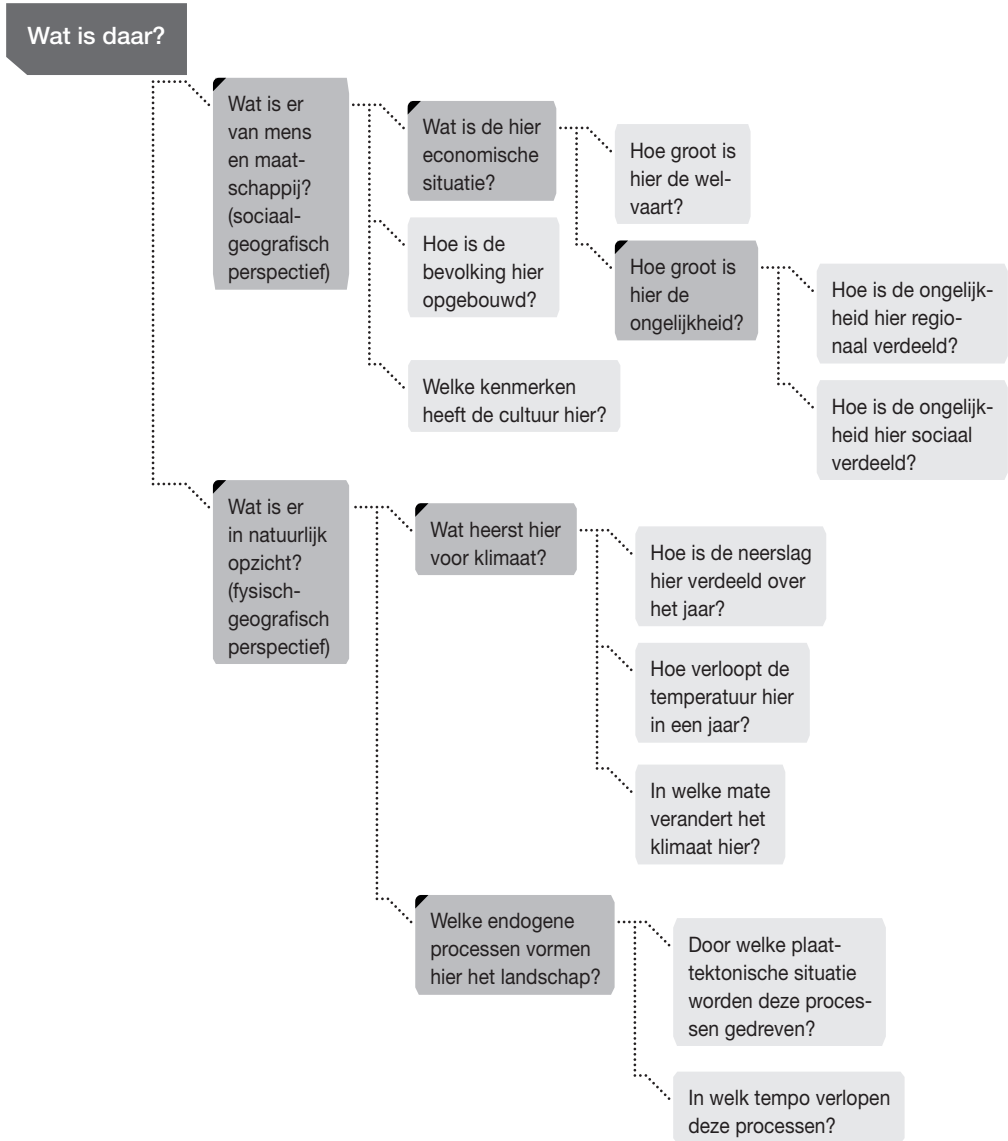 Wat is daar?
Wat is er
van mens
en maat-
schappij?
(sociaal-
geografisch
perspectief)
Wat is de hier
economische
situatie?
Hoe groot is
hier de wel-
vaart?
Hoe groot is
hier de
ongelijkheid?
Hoe is de ongelijk-
heid hier regio-
naal verdeeld?
Hoe is de ongelijk-
heid hier sociaal
verdeeld?
Hoe is de
bevolking hier
opgebouwd?
Welke kenmerken
heeft de cultuur hier?
Wat is er
in natuurlijk
opzicht?
(fysisch-
geografisch
perspectief)
Wat heerst hier
voor klimaat?
Hoe is de neerslag
hier verdeeld over
het jaar?
Hoe verloopt de
temperatuur hier
in een jaar?
In welke mate
verandert het
klimaat hier?
Welke endogene
processen vormen
hier het landschap?
Door welke plaat-
tektonische situatie
worden deze proces-
sen gedreven?
In welk tempo verlopen
deze processen?